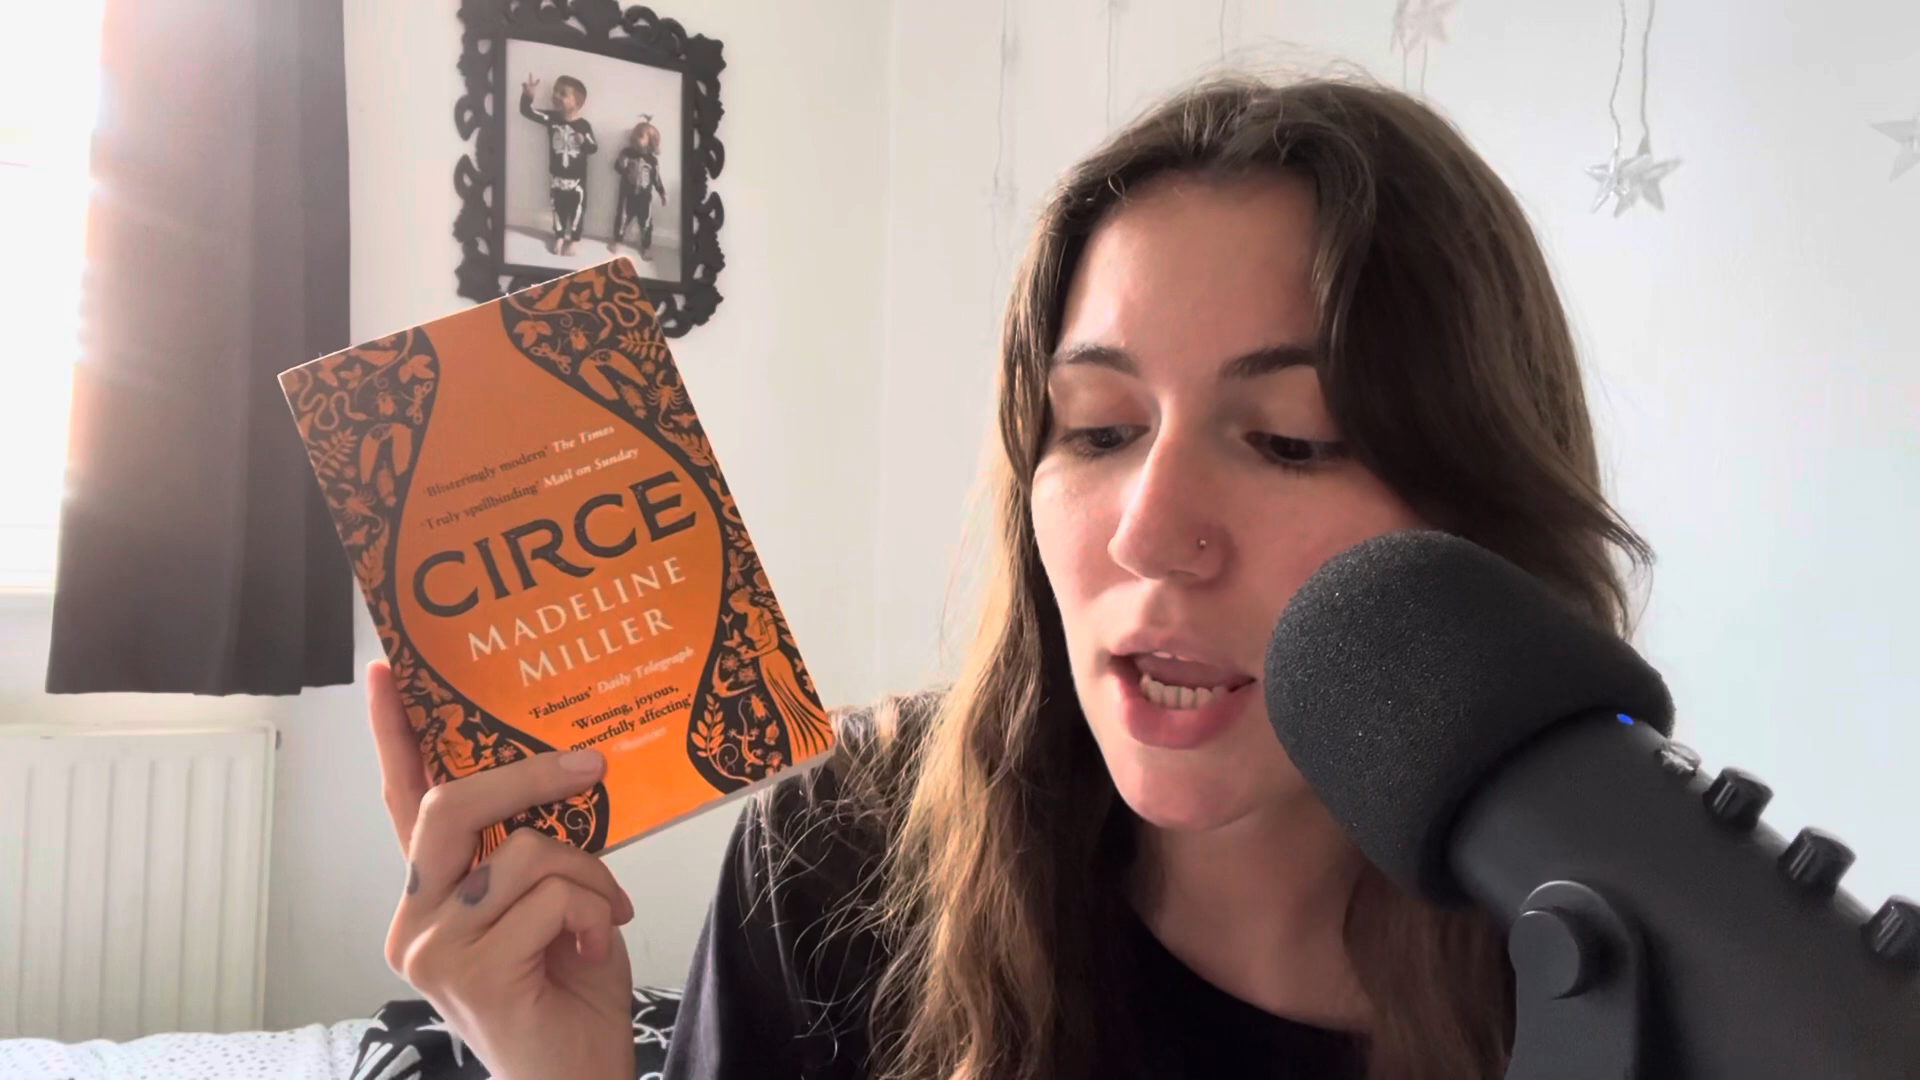 'Blisteringly modern' The Times
'Truly spellbinding' Mail on Sunday
CIRCE
MADELINE
MILLER
'Fabulous' Daily Telegraph
'Winning, joyous,
powerfully affecting'